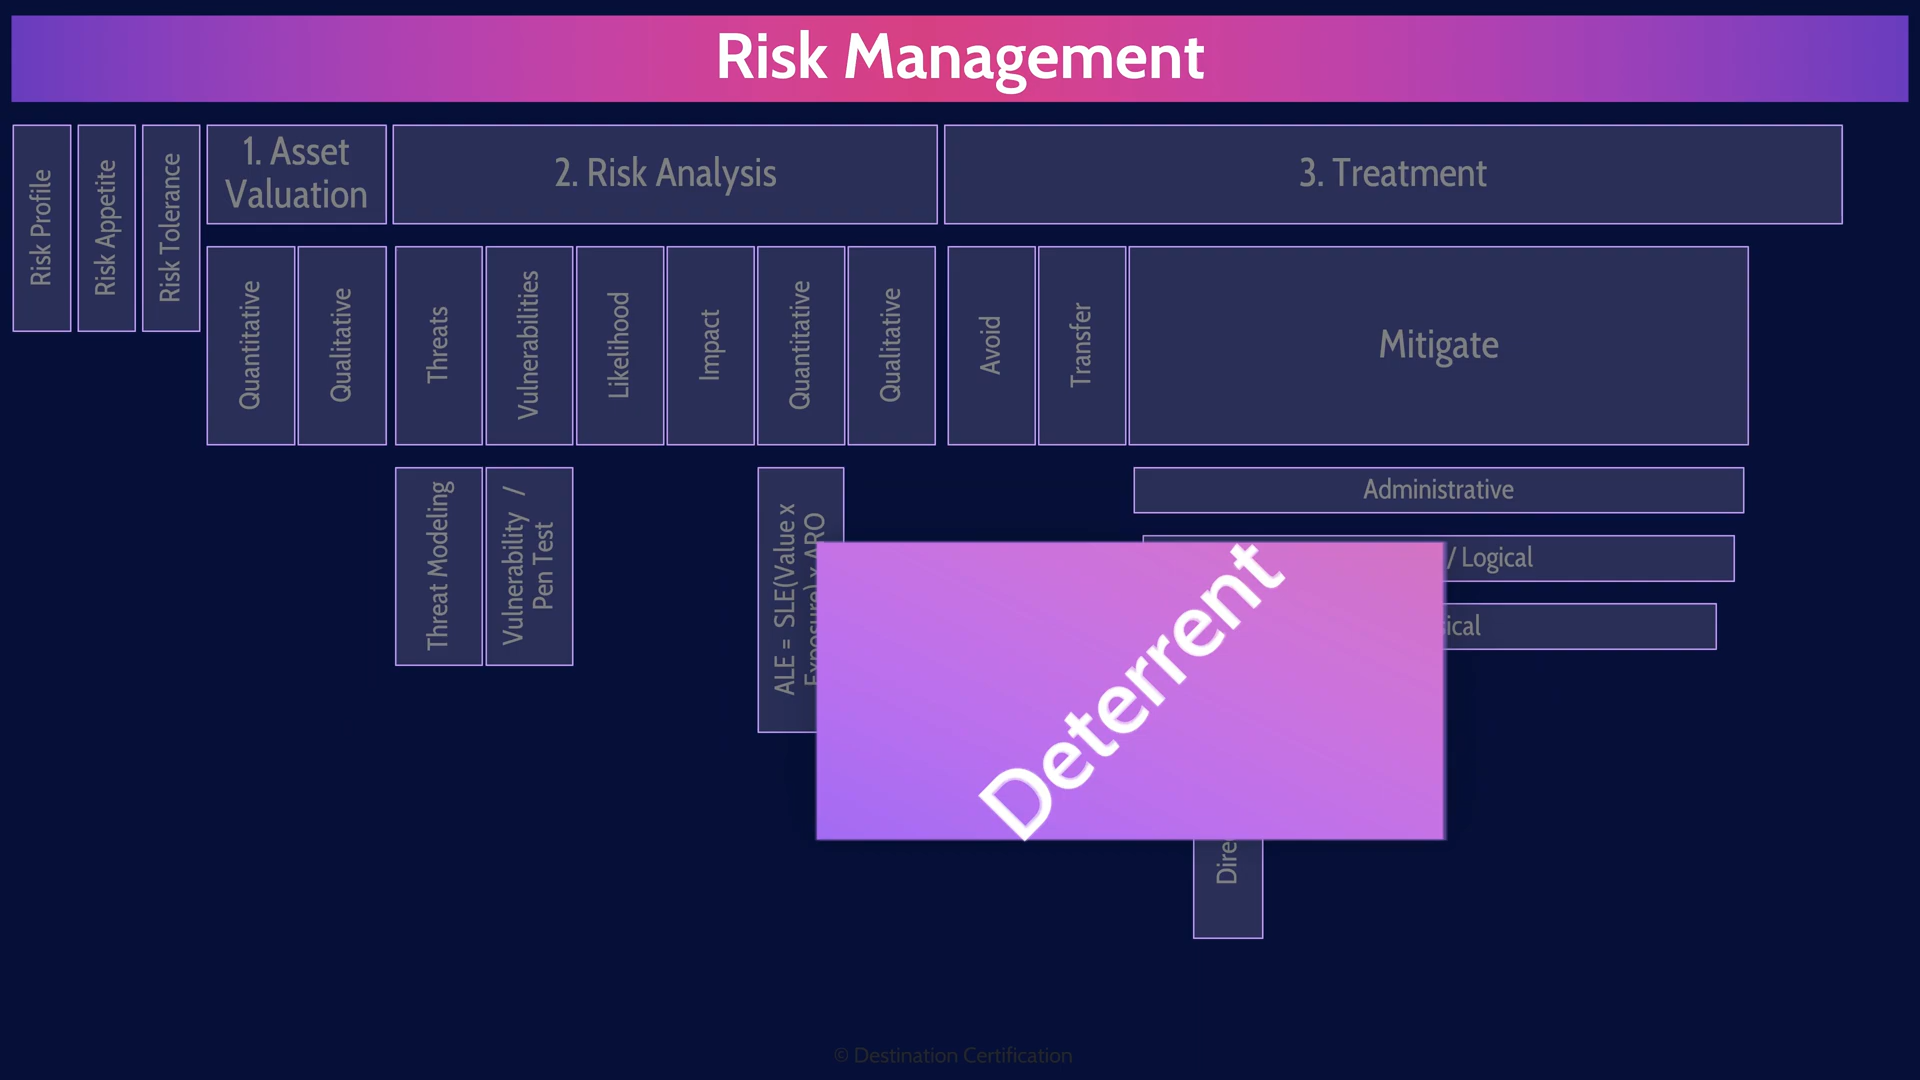 Risk Management
Risk Profile
Risk Appetite
Risk Tolerance
1. Asset
Valuation
2. Risk Analysis
3. Treatment
Quantitative
Qualitative
Threats
Vulnerabilities
Likelihood
Impact
Quantitative
Qualitative
Avoid
Transfer
Mitigate
Threat Modeling
Vulnerability /
Pen Test
ALE = SLE(Value x
Exposure) x ARO
Administrative
/ Logical
Deterrent
© Destination Certification